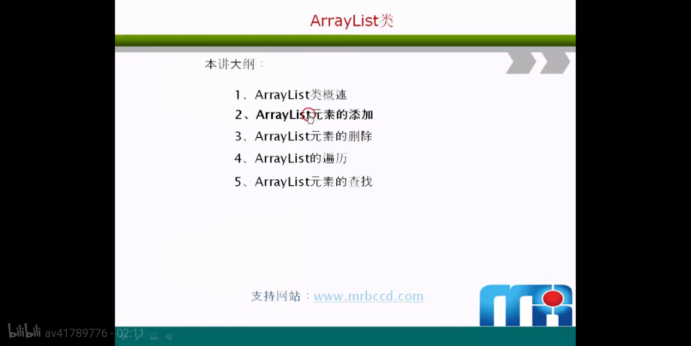 ArrayList类
本讲大纲：
1、ArrayList类概述
2、ArrayList元素的添加
3、ArrayList元素的删除
4、ArrayList的遍历
5、ArrayList元素的查找
支持网站：www.mrbccd.com
bilibili av41789776 - 02:11